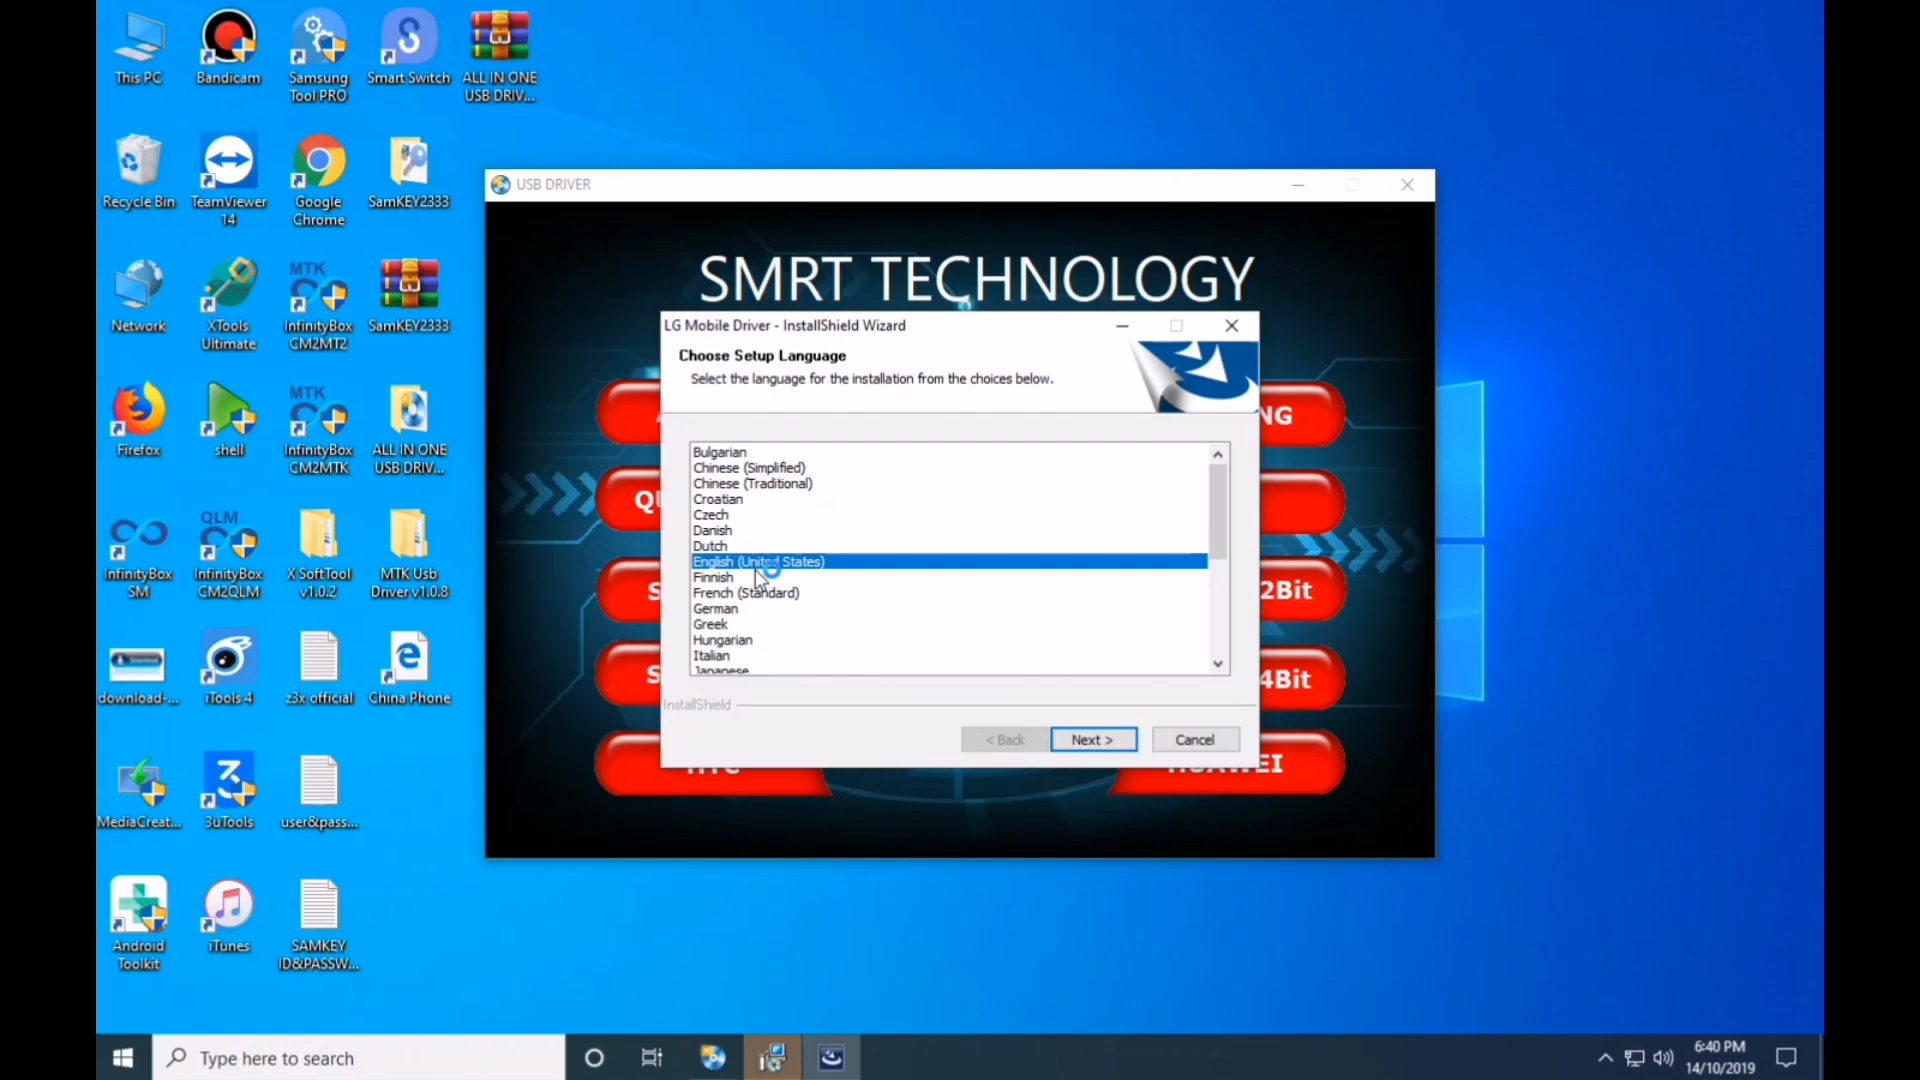 This PC
Bandicam
Samsung
Tool PRO
Smart Switch
ALL IN ONE
USB DRIV...
Recycle Bin
TeamViewer
14
Google
Chrome
SamKEY2333
Network
XTools
Ultimate
MTK
InfinityBox
CM2MT2
SamKEY2333
Firefox
shell
MTK
InfinityBox
CM2MTK
ALL IN ONE
USB DRIV...
InfinityBox
SM
QLM
InfinityBox
CM2QLM
X SoftTool
v1.0.2
MTK Usb
Driver v1.0.8
Download
download-...
iTools 4
z3x official
China Phone
MediaCreat...
3uTools
user&pass...
Android
Toolkit
iTunes
SAMKEY
ID&PASSW...
USB DRIVER
SMRT TECHNOLOGY
NG
QU
S
2Bit
S
4Bit
HTC
HUAWEI
LG Mobile Driver - InstallShield Wizard
Choose Setup Language
Select the language for the installation from the choices below.
Bulgarian
Chinese (Simplified)
Chinese (Traditional)
Croatian
Czech
Danish
Dutch
English (United States)
Finnish
French (Standard)
German
Greek
Hungarian
Italian
Japanese
InstallShield
< Back
Next >
Cancel
Type here to search
6:40 PM
14/10/2019